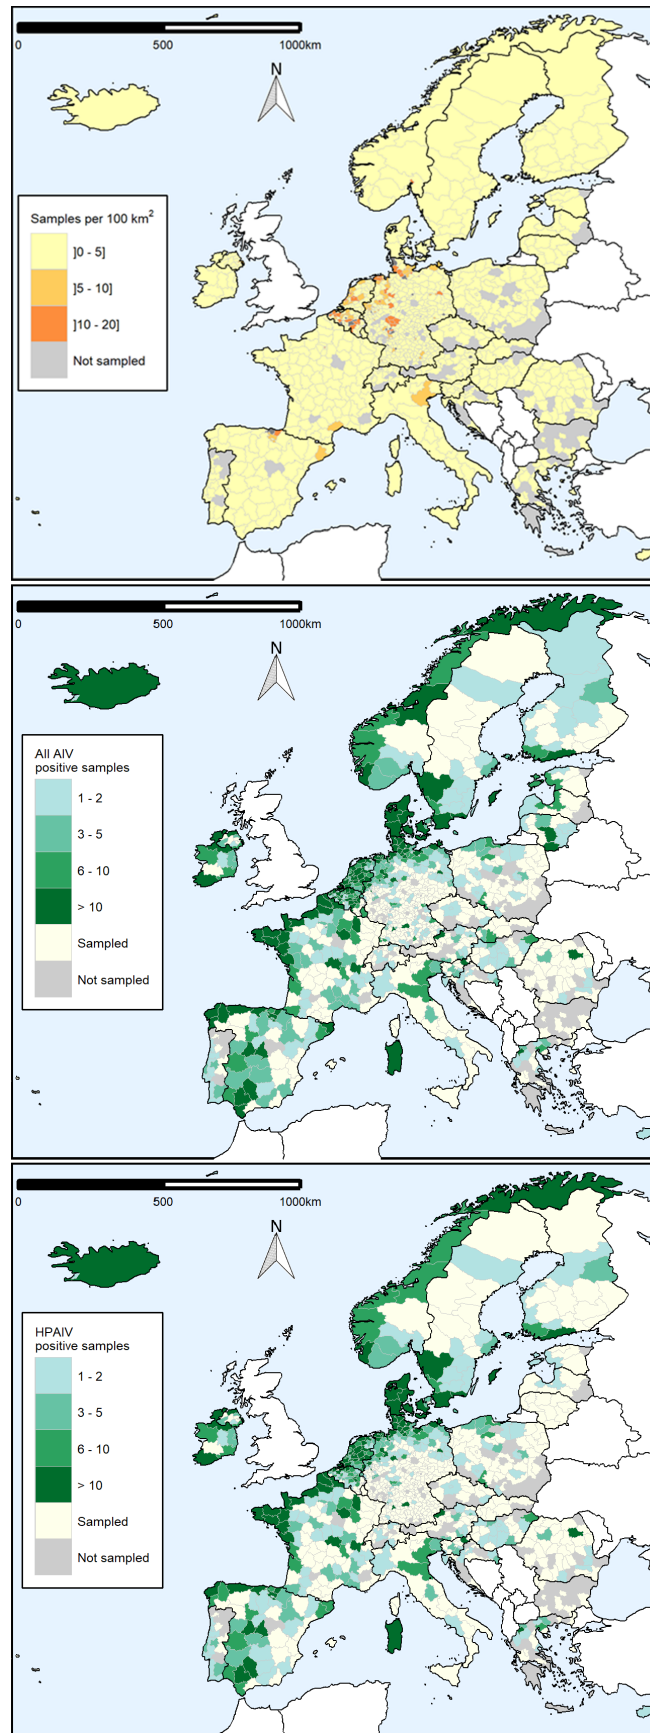 0 500 1000km
N
Samples per 100 km²
]0 - 5]
]5 - 10]
]10 - 20]
Not sampled
0 500 1000km
N
All AIV
positive samples
1 - 2
3 - 5
6 - 10
> 10
Sampled
Not sampled
0 500 1000km
N
HPAIV
positive samples
1 - 2
3 - 5
6 - 10
> 10
Sampled
Not sampled